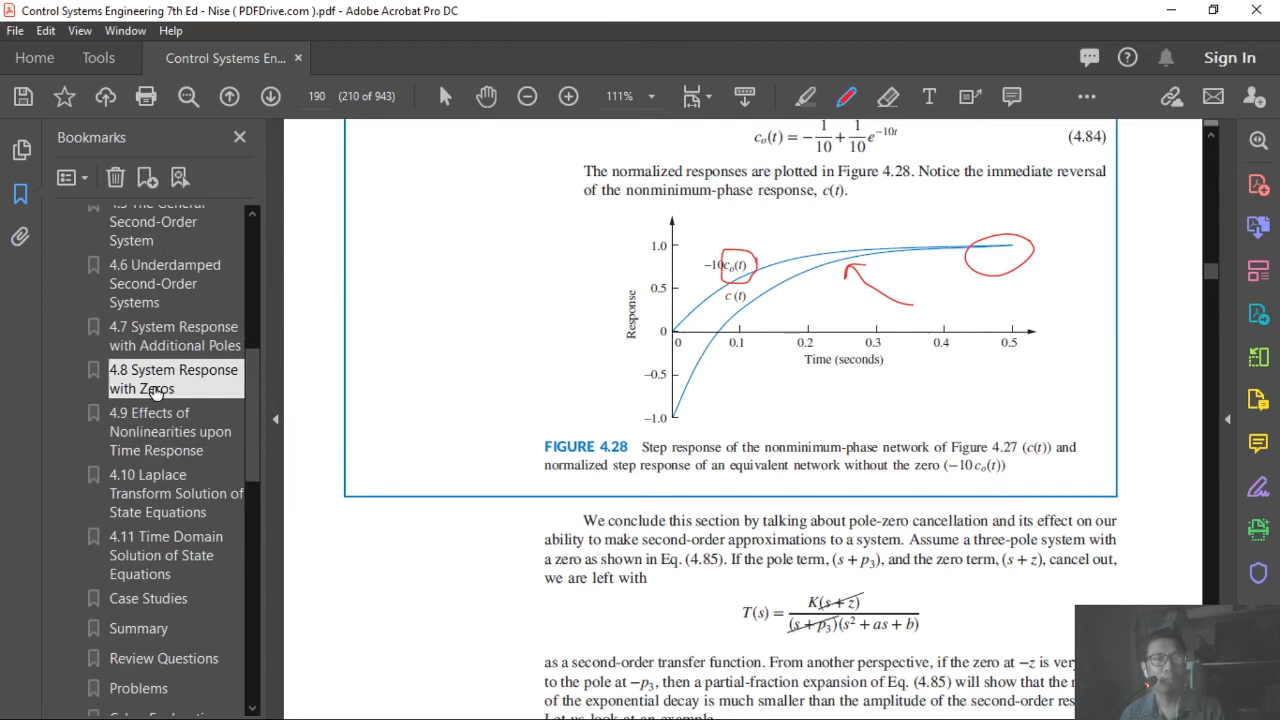 Control Systems Engineering 7th Ed - Nise ( PDFDrive.com ).pdf - Adobe Acrobat Pro DC
File Edit View Window Help
Home Tools Control Systems En... × Sign In
190 (210 of 943) 111%
Bookmarks
4.5 The General
Second-Order
System
4.6 Underdamped
Second-Order
Systems
4.7 System Response
with Additional Poles
4.8 System Response
with Zeros
4.9 Effects of
Nonlinearities upon
Time Response
4.10 Laplace
Transform Solution of
State Equations
4.11 Time Domain
Solution of State
Equations
Case Studies
Summary
Review Questions
Problems
cₒ(t) = −1/10 + 1/10 e^−10t (4.84)
The normalized responses are plotted in Figure 4.28. Notice the immediate reversal
of the nonminimum-phase response, c(t).
1.0
−10cₒ(t)
0.5
c (t)
Response
0
0 0.1 0.2 0.3 0.4 0.5
Time (seconds)
−0.5
−1.0
FIGURE 4.28 Step response of the nonminimum-phase network of Figure 4.27 (c(t)) and
normalized step response of an equivalent network without the zero (−10cₒ(t))
We conclude this section by talking about pole-zero cancellation and its effect on our
ability to make second-order approximations to a system. Assume a three-pole system with
a zero as shown in Eq. (4.85). If the pole term, (s + p₃), and the zero term, (s + z), cancel out,
we are left with
T(s) = K(s + z) / (s + p₃)(s² + as + b)
as a second-order transfer function. From another perspective, if the zero at −z is ver
to the pole at −p₃, then a partial-fraction expansion of Eq. (4.85) will show that the
of the exponential decay is much smaller than the amplitude of the second-order res
Let us look at an example.